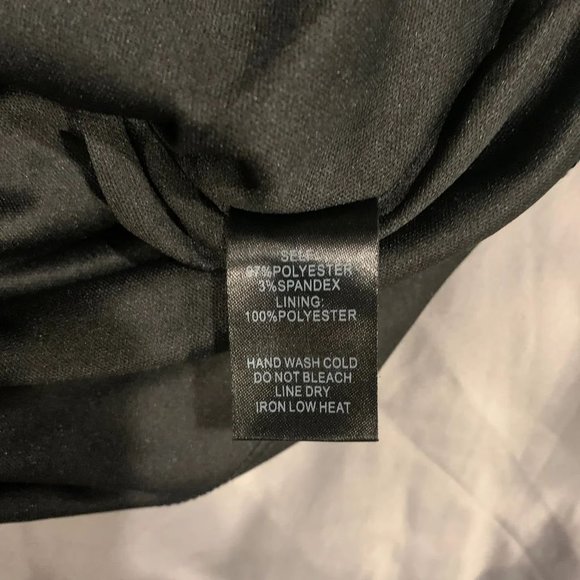 SELF:
97%POLYESTER
3%SPANDEX
LINING:
100%POLYESTER
HAND WASH COLD
DO NOT BLEACH
LINE DRY
IRON LOW HEAT